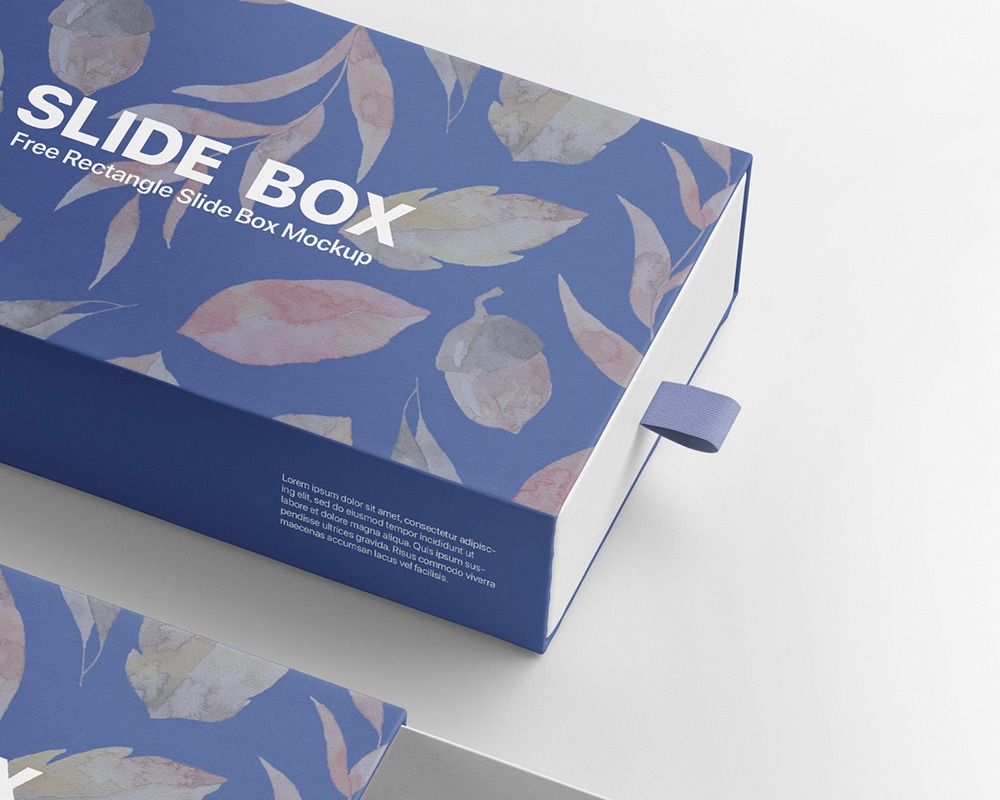 SLIDE BOX
Free Rectangle Slide Box Mockup
Lorem ipsum dolor sit amet, consectetur adipisc-
ing elit, sed do eiusmod tempor incididunt ut
labore et dolore magna aliqua. Quis ipsum sus-
pendisse ultrices gravida. Risus commodo viverra
maecenas accumsan lacus vel facilisis.
X